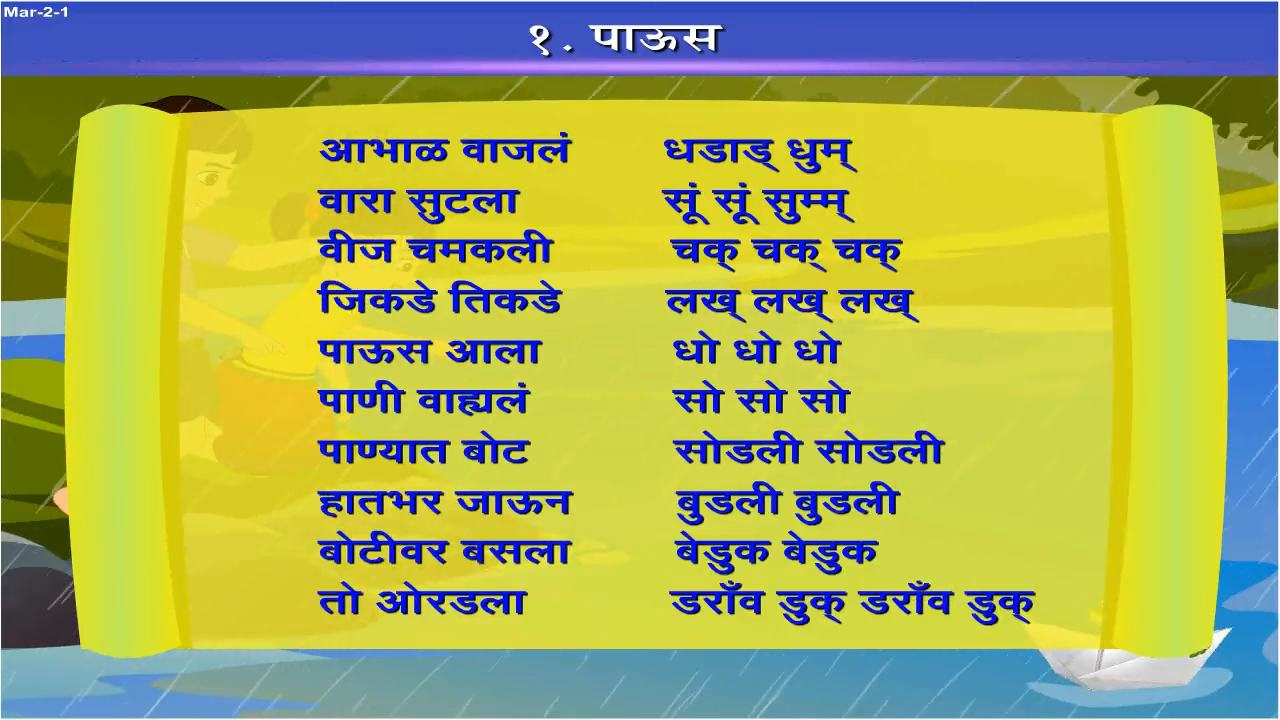 Mar-2-1
१. पाऊस
आभाळ वाजलं धडाड् धुम्
वारा सुटला सूं सूं सुम्म्
वीज चमकली चक् चक् चक्
जिकडे तिकडे लख् लख् लख्
पाऊस आला धो धो धो
पाणी वाह्यलं सो सो सो
पाण्यात बोट सोडली सोडली
हातभर जाऊन बुडली बुडली
बोटीवर बसला बेडुक बेडुक
तो ओरडला डराँव डुक् डराँव डुक्